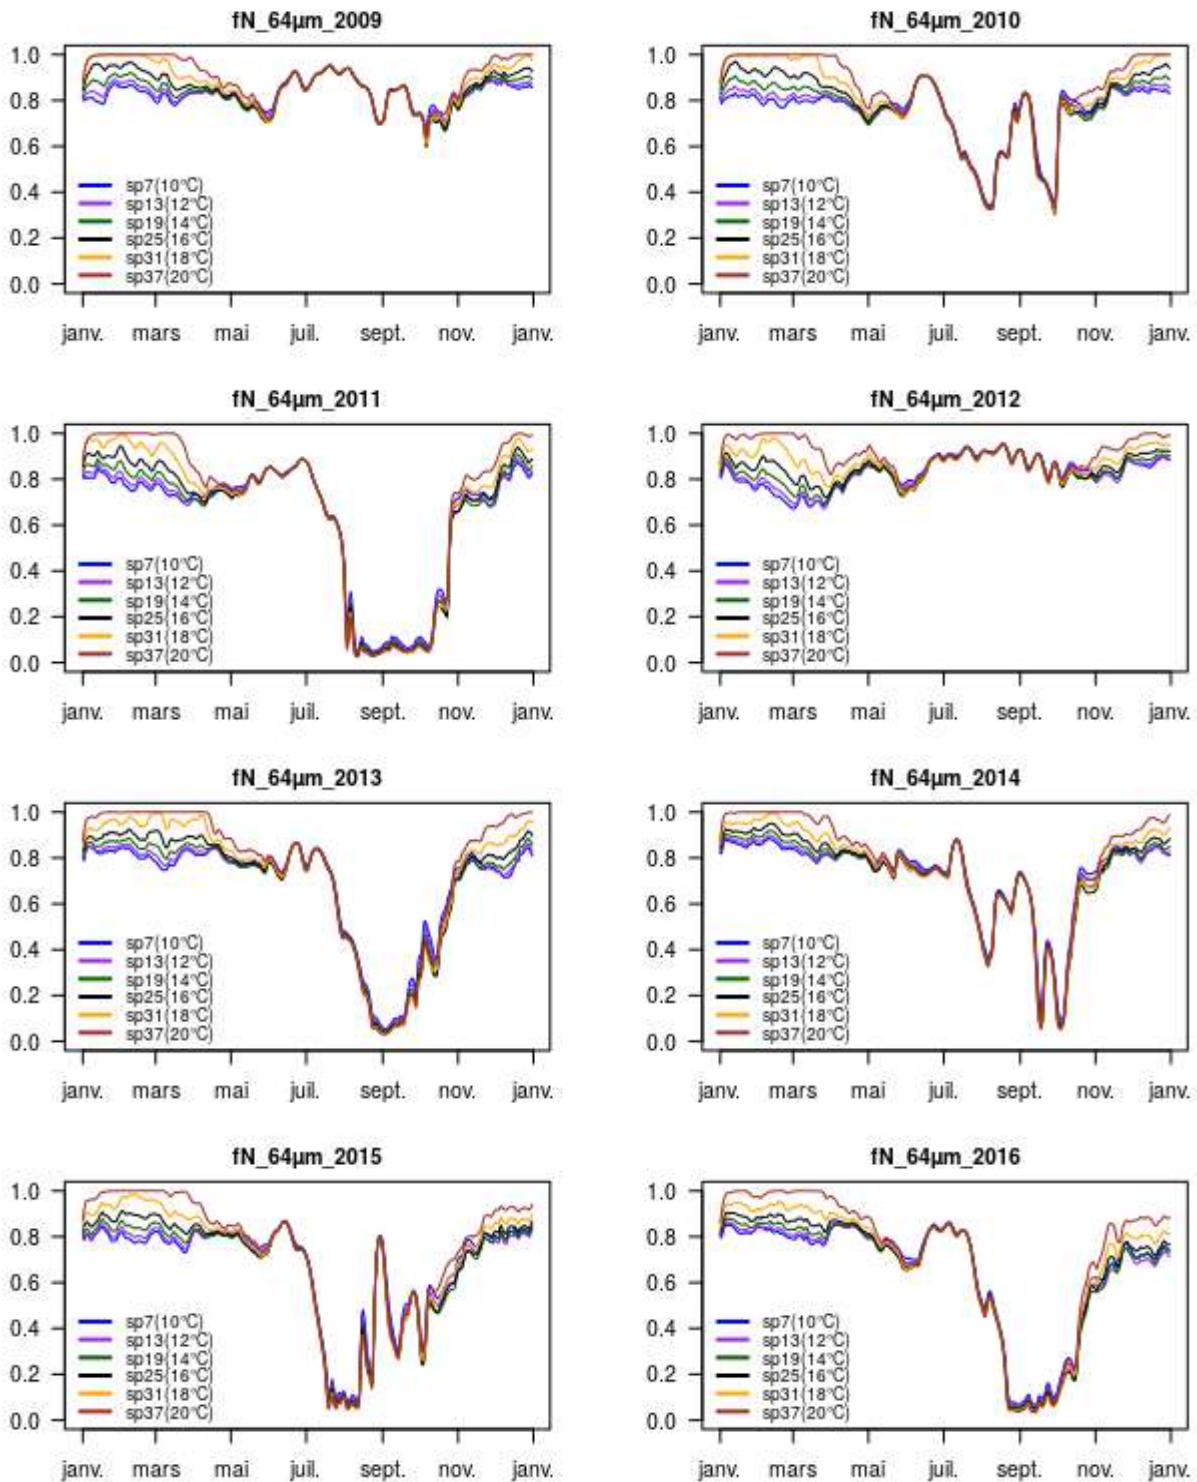 fN_64µm_2009
1.0
0.8
0.6
0.4
0.2
0.0
sp7(10°C)
sp13(12°C)
sp19(14°C)
sp25(16°C)
sp31(18°C)
sp37(20°C)
janv. mars mai juil. sept. nov. janv.
fN_64µm_2010
1.0
0.8
0.6
0.4
0.2
0.0
sp7(10°C)
sp13(12°C)
sp19(14°C)
sp25(16°C)
sp31(18°C)
sp37(20°C)
janv. mars mai juil. sept. nov. janv.
fN_64µm_2011
1.0
0.8
0.6
0.4
0.2
0.0
sp7(10°C)
sp13(12°C)
sp19(14°C)
sp25(16°C)
sp31(18°C)
sp37(20°C)
janv. mars mai juil. sept. nov. janv.
fN_64µm_2012
1.0
0.8
0.6
0.4
0.2
0.0
sp7(10°C)
sp13(12°C)
sp19(14°C)
sp25(16°C)
sp31(18°C)
sp37(20°C)
janv. mars mai juil. sept. nov. janv.
fN_64µm_2013
1.0
0.8
0.6
0.4
0.2
0.0
sp7(10°C)
sp13(12°C)
sp19(14°C)
sp25(16°C)
sp31(18°C)
sp37(20°C)
janv. mars mai juil. sept. nov. janv.
fN_64µm_2014
1.0
0.8
0.6
0.4
0.2
0.0
sp7(10°C)
sp13(12°C)
sp19(14°C)
sp25(16°C)
sp31(18°C)
sp37(20°C)
janv. mars mai juil. sept. nov. janv.
fN_64µm_2015
1.0
0.8
0.6
0.4
0.2
0.0
sp7(10°C)
sp13(12°C)
sp19(14°C)
sp25(16°C)
sp31(18°C)
sp37(20°C)
janv. mars mai juil. sept. nov. janv.
fN_64µm_2016
1.0
0.8
0.6
0.4
0.2
0.0
sp7(10°C)
sp13(12°C)
sp19(14°C)
sp25(16°C)
sp31(18°C)
sp37(20°C)
janv. mars mai juil. sept. nov. janv.